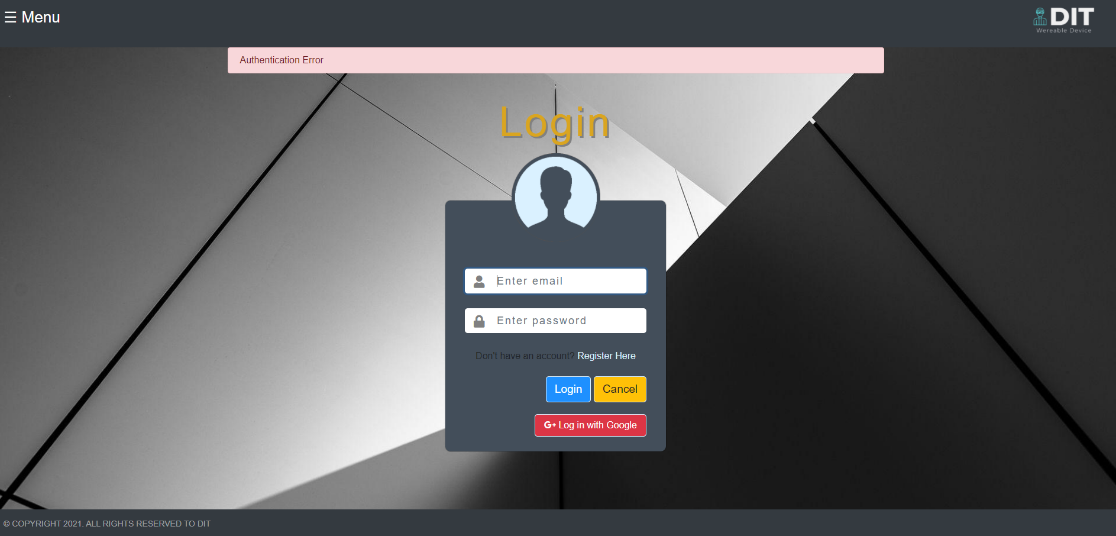 ☰ Menu
DIT
Wereable Device
Authentication Error
Login
Enter email
Enter password
Don't have an account? Register Here
Login Cancel
G+ Log in with Google
© COPYRIGHT 2021. ALL RIGHTS RESERVED TO DIT